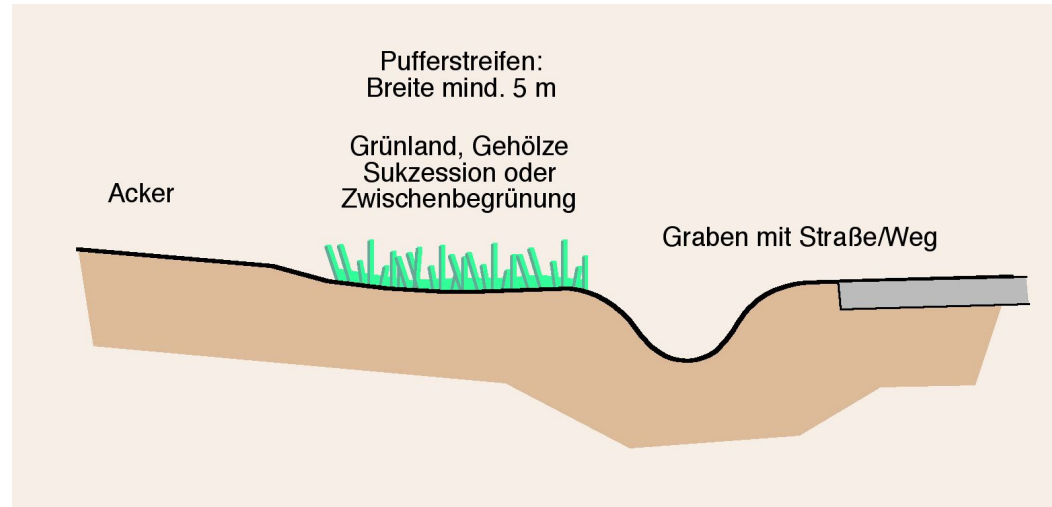 Pufferstreifen:
Breite mind. 5 m
Grünland, Gehölze
Sukzession oder
Zwischenbegrünung
Acker
Graben mit Straße/Weg